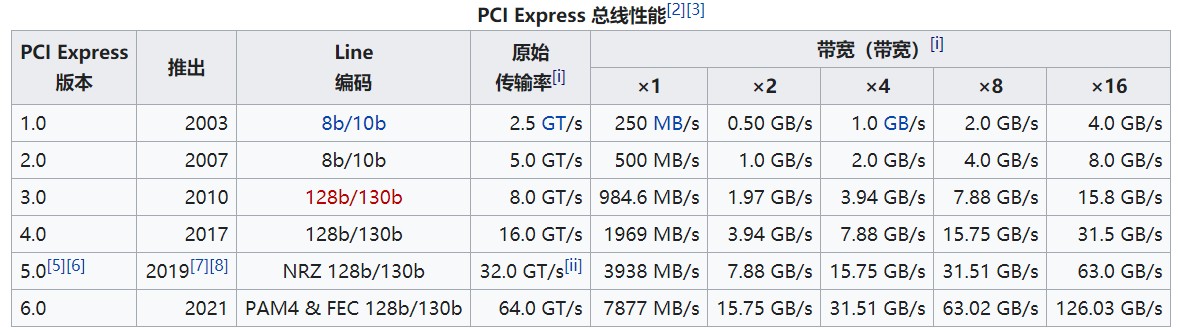 PCI Express 总线性能[2][3]
PCI Express 版本 推出 Line 编码 原始 传输率[i] 带宽（带宽）[i]
×1 ×2 ×4 ×8 ×16
1.0 2003 8b/10b 2.5 GT/s 250 MB/s 0.50 GB/s 1.0 GB/s 2.0 GB/s 4.0 GB/s
2.0 2007 8b/10b 5.0 GT/s 500 MB/s 1.0 GB/s 2.0 GB/s 4.0 GB/s 8.0 GB/s
3.0 2010 128b/130b 8.0 GT/s 984.6 MB/s 1.97 GB/s 3.94 GB/s 7.88 GB/s 15.8 GB/s
4.0 2017 128b/130b 16.0 GT/s 1969 MB/s 3.94 GB/s 7.88 GB/s 15.75 GB/s 31.5 GB/s
5.0[5][6] 2019[7][8] NRZ 128b/130b 32.0 GT/s[ii] 3938 MB/s 7.88 GB/s 15.75 GB/s 31.51 GB/s 63.0 GB/s
6.0 2021 PAM4 & FEC 128b/130b 64.0 GT/s 7877 MB/s 15.75 GB/s 31.51 GB/s 63.02 GB/s 126.03 GB/s